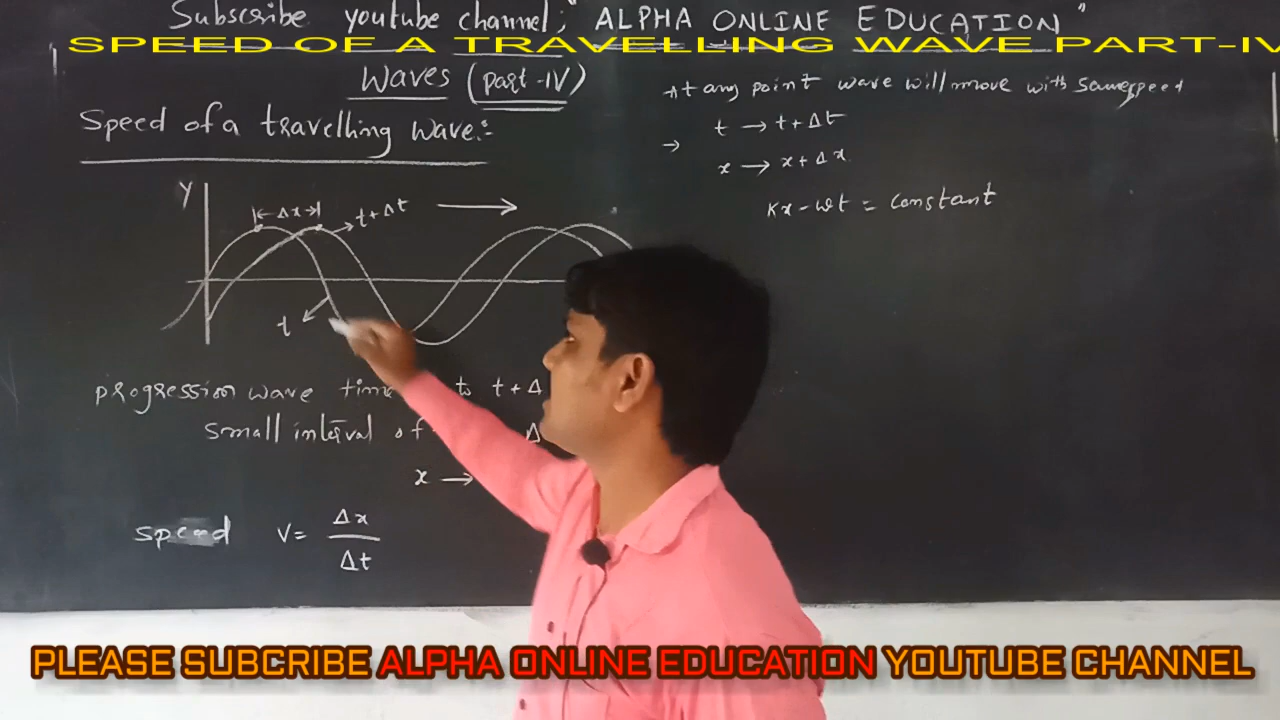 Subscribe youtube channel; "ALPHA ONLINE EDUCATION"
SPEED OF A TRAVELLING WAVE PART-IV
Waves (Part-IV)
Speed of a travelling wave:-
Y
Δx
t+Δt
t
progression wave time to t+Δ
small interval of Δ
x →
speed V= Δx/Δt
→ At any point wave will move with same speed
→ t → t+Δt
x → x+Δx
Kx-ωt = constant
PLEASE SUBCRIBE ALPHA ONLINE EDUCATION YOUTUBE CHANNEL